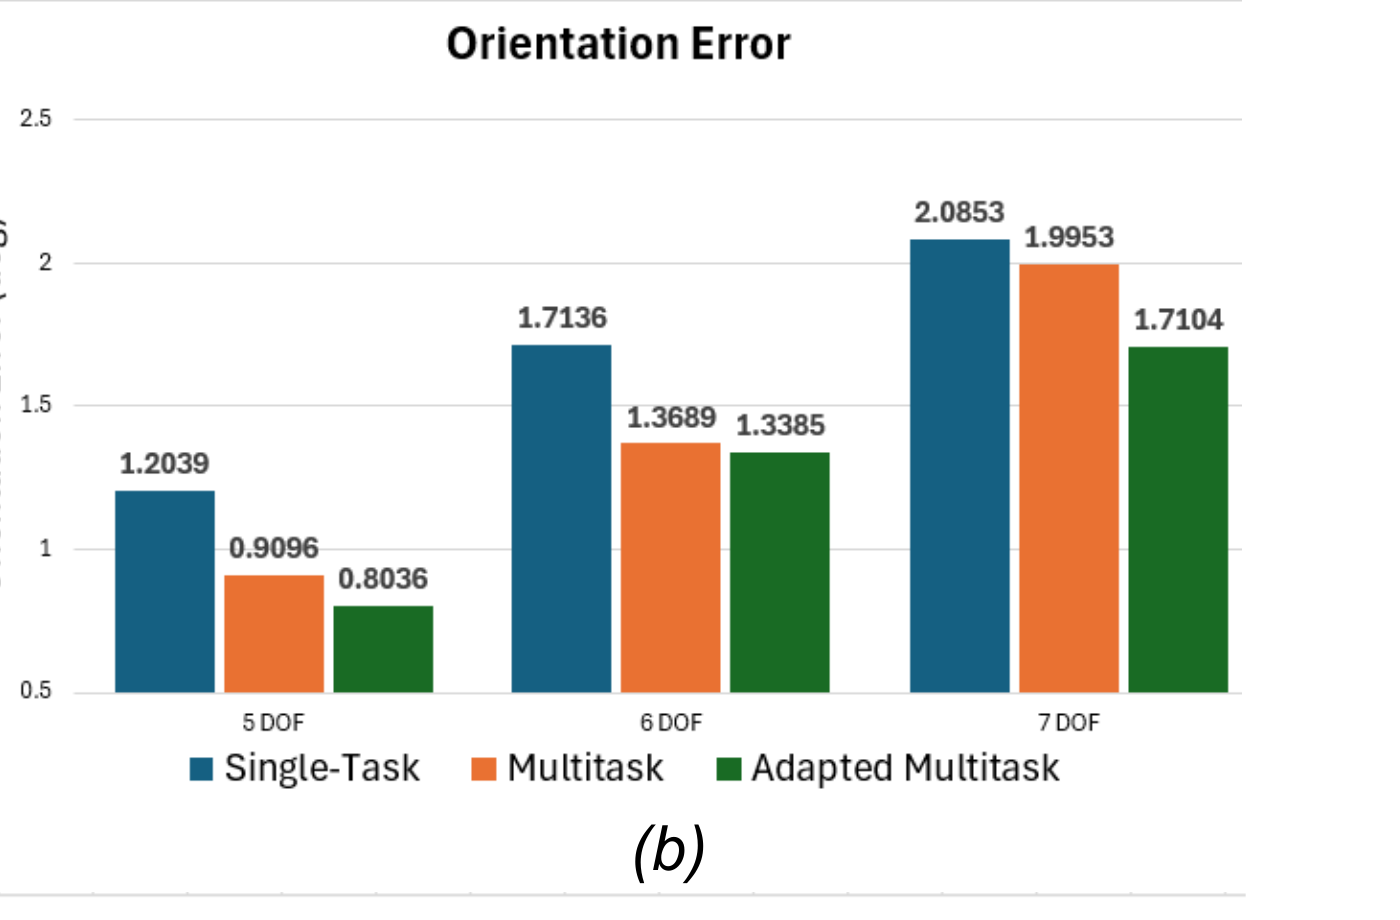 Orientation Error
2.5
2
1.5
1
0.5
1.2039
0.9096
0.8036
1.7136
1.3689
1.3385
2.0853
1.9953
1.7104
5 DOF
6 DOF
7 DOF
Single-Task
Multitask
Adapted Multitask
(b)